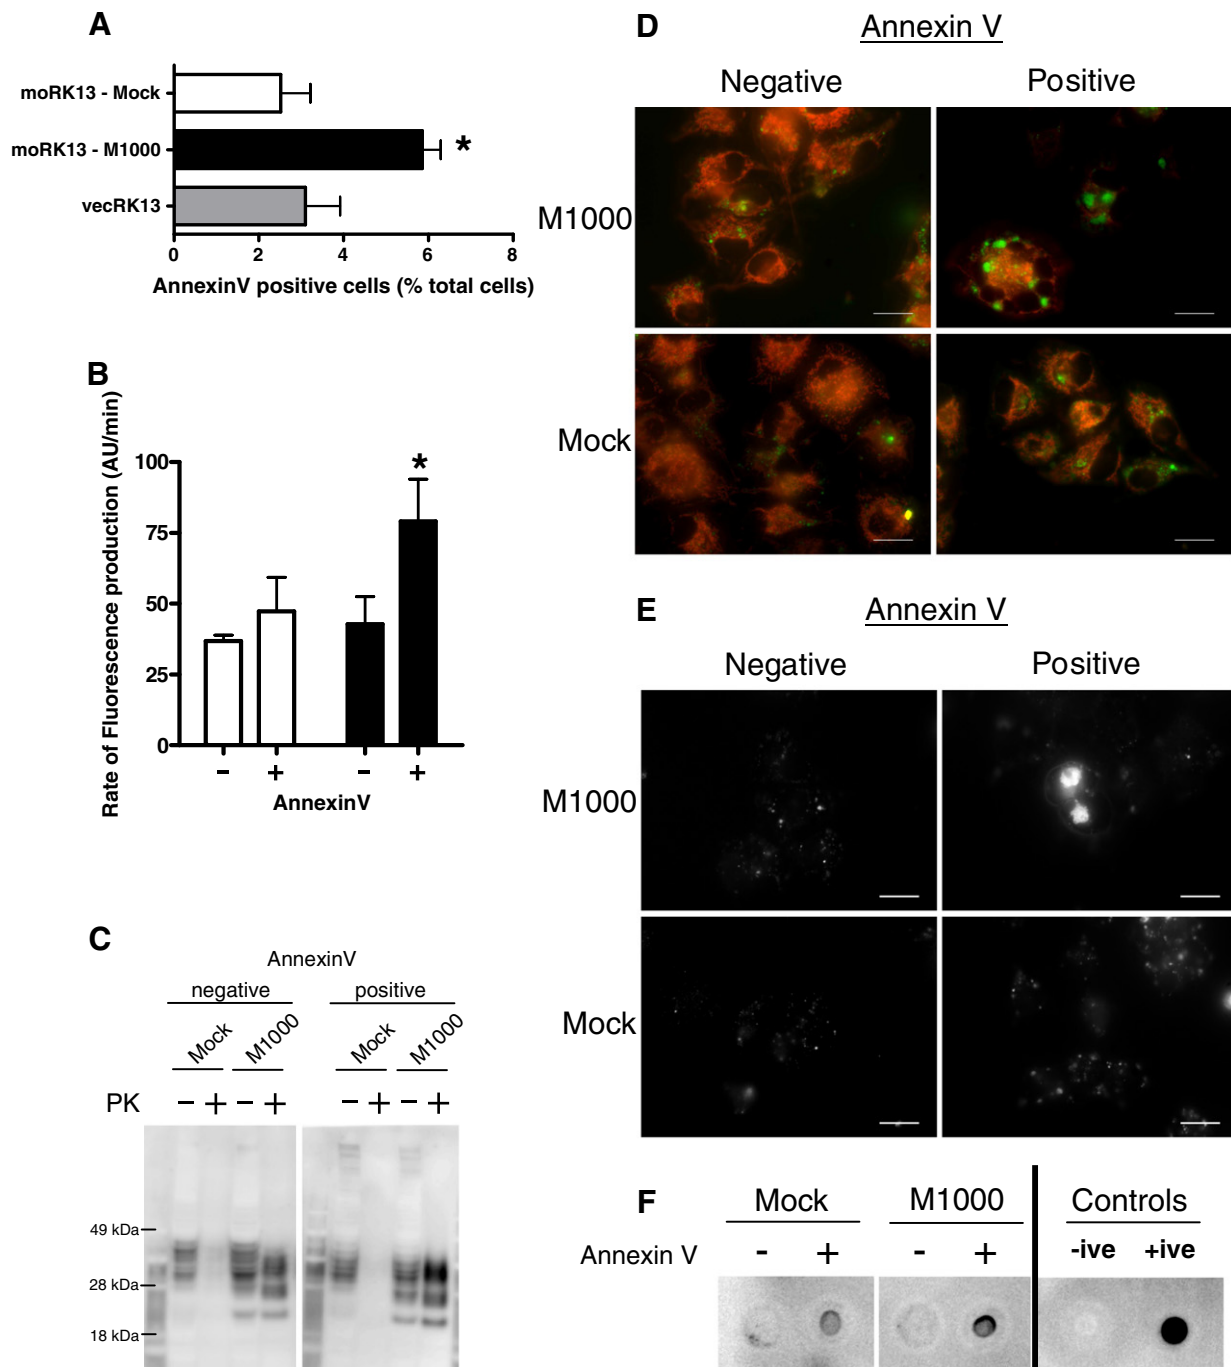 A
moRK13 - Mock
moRK13 - M1000
*
vecRK13
0 2 4 6 8
AnnexinV positive cells (% total cells)
B
Rate of Fluorescence production (AU/min)
100
75
50
25
0
*
- + - +
AnnexinV
C
AnnexinV
negative positive
Mock M1000 Mock M1000
PK - + - + - + - +
49 kDa
28 kDa
18 kDa
D
Annexin V
Negative Positive
M1000
Mock
E
Annexin V
Negative Positive
M1000
Mock
F
Mock M1000 Controls
Annexin V - + - + -ive +ive